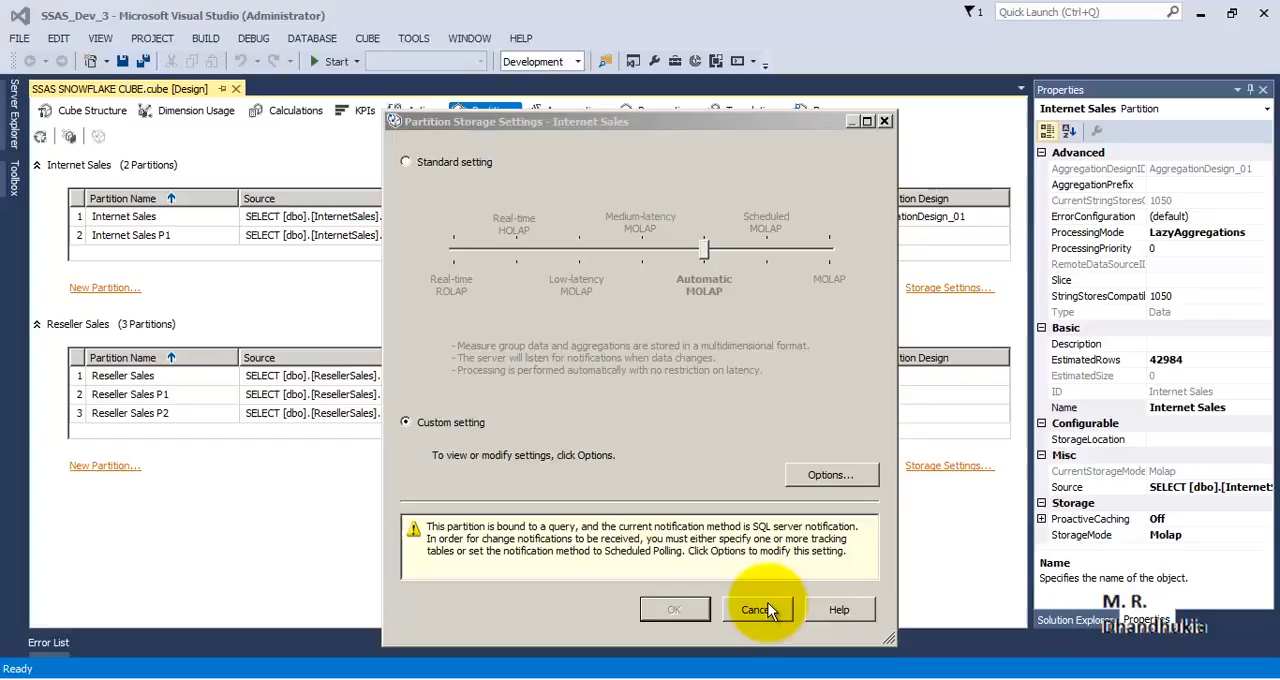 SSAS_Dev_3 - Microsoft Visual Studio (Administrator)
1
Quick Launch (Ctrl+Q)
FILE EDIT VIEW PROJECT BUILD DEBUG DATABASE CUBE TOOLS WINDOW HELP
Start
Development
Server Explorer
Toolbox
SSAS SNOWFLAKE CUBE.cube [Design]
Cube Structure
Dimension Usage
Calculations
KPIs
Internet Sales (2 Partitions)
Partition Name
Source
1 Internet Sales SELECT [dbo].[InternetSales].
2 Internet Sales P1 SELECT [dbo].[InternetSales].
New Partition...
Reseller Sales (3 Partitions)
Partition Name
Source
1 Reseller Sales SELECT [dbo].[ResellerSales].
2 Reseller Sales P1 SELECT [dbo].[ResellerSales].
3 Reseller Sales P2 SELECT [dbo].[ResellerSales].
New Partition...
Partition Storage Settings - Internet Sales
Standard setting
Real-time
HOLAP
Medium-latency
MOLAP
Scheduled
MOLAP
Real-time
ROLAP
Low-latency
MOLAP
Automatic
MOLAP
MOLAP
- Measure group data and aggregations are stored in a multidimensional format.
- The server will listen for notifications when data changes.
- Processing is performed automatically with no restriction on latency.
Custom setting
To view or modify settings, click Options.
Options...
This partition is bound to a query, and the current notification method is SQL server notification.
In order for change notifications to be received, you must either specify one or more tracking
tables or set the notification method to Scheduled Polling. Click Options to modify this setting.
OK
Cancel
Help
ion Design
ationDesign_01
Storage Settings...
ion Design
Storage Settings...
Properties
Internet Sales Partition
Advanced
AggregationDesignID AggregationDesign_01
AggregationPrefix
CurrentStringStoresC 1050
ErrorConfiguration (default)
ProcessingMode LazyAggregations
ProcessingPriority 0
RemoteDataSourceID
Slice
StringStoresCompati 1050
Type Data
Basic
Description
EstimatedRows 42984
EstimatedSize 0
ID Internet Sales
Name Internet Sales
Configurable
StorageLocation
Misc
CurrentStorageMode Molap
Source SELECT [dbo].[Internet
Storage
ProactiveCaching Off
StorageMode Molap
Name
Specifies the name of the object.
M. R.
Dhandhukia
Solution Explorer
Properties
Error List
Ready